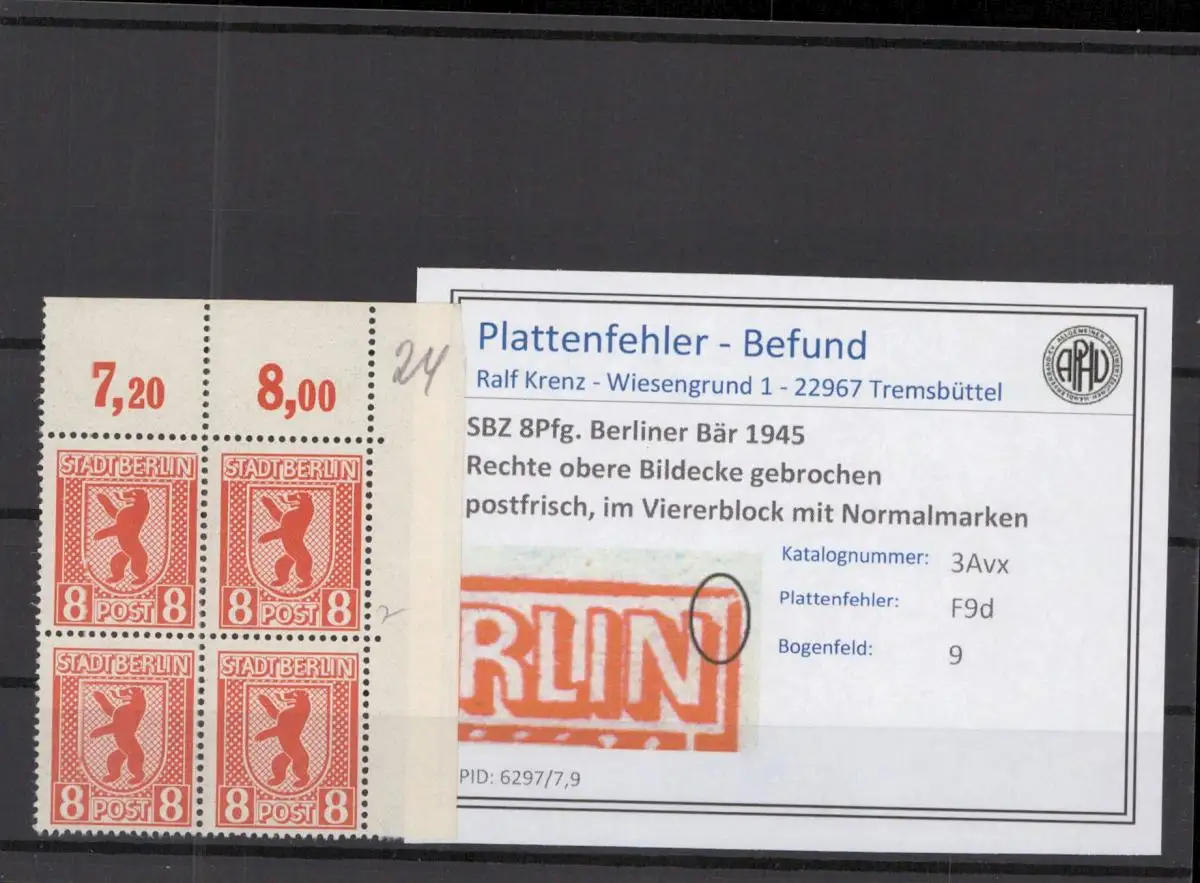 7,20 8,00
24
STADT BERLIN STADT BERLIN
8 POST 8 8 POST 8
STADT BERLIN STADT BERLIN
8 POST 8 8 POST 8
Plattenfehler - Befund
Ralf Krenz - Wiesengrund 1 - 22967 Tremsbüttel
APHV
SBZ 8Pfg. Berliner Bär 1945
Rechte obere Bildecke gebrochen
postfrisch, im Viererblock mit Normalmarken
RLIN
Katalognummer: 3Avx
Plattenfehler: F9d
Bogenfeld: 9
PID: 6297/7,9